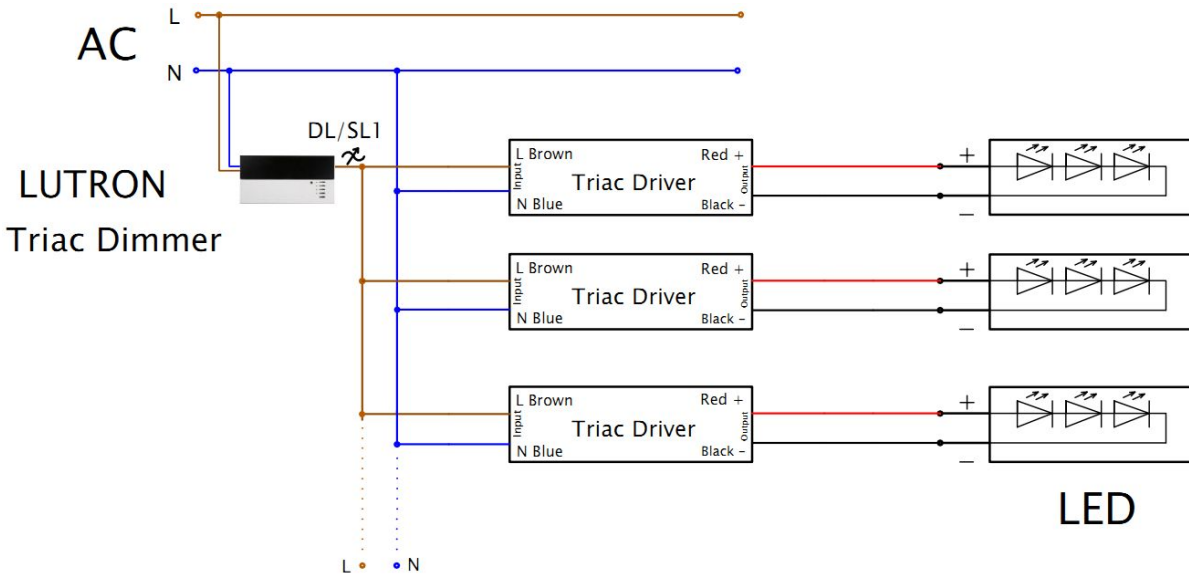 L
AC
N
DL/SL1
LUTRON
Triac Dimmer
L Brown
Red +
Input
Triac Driver
Output
N Blue
Black -
+
−
L Brown
Red +
Input
Triac Driver
Output
N Blue
Black -
+
−
L Brown
Red +
Input
Triac Driver
Output
N Blue
Black -
+
−
LED
L
N